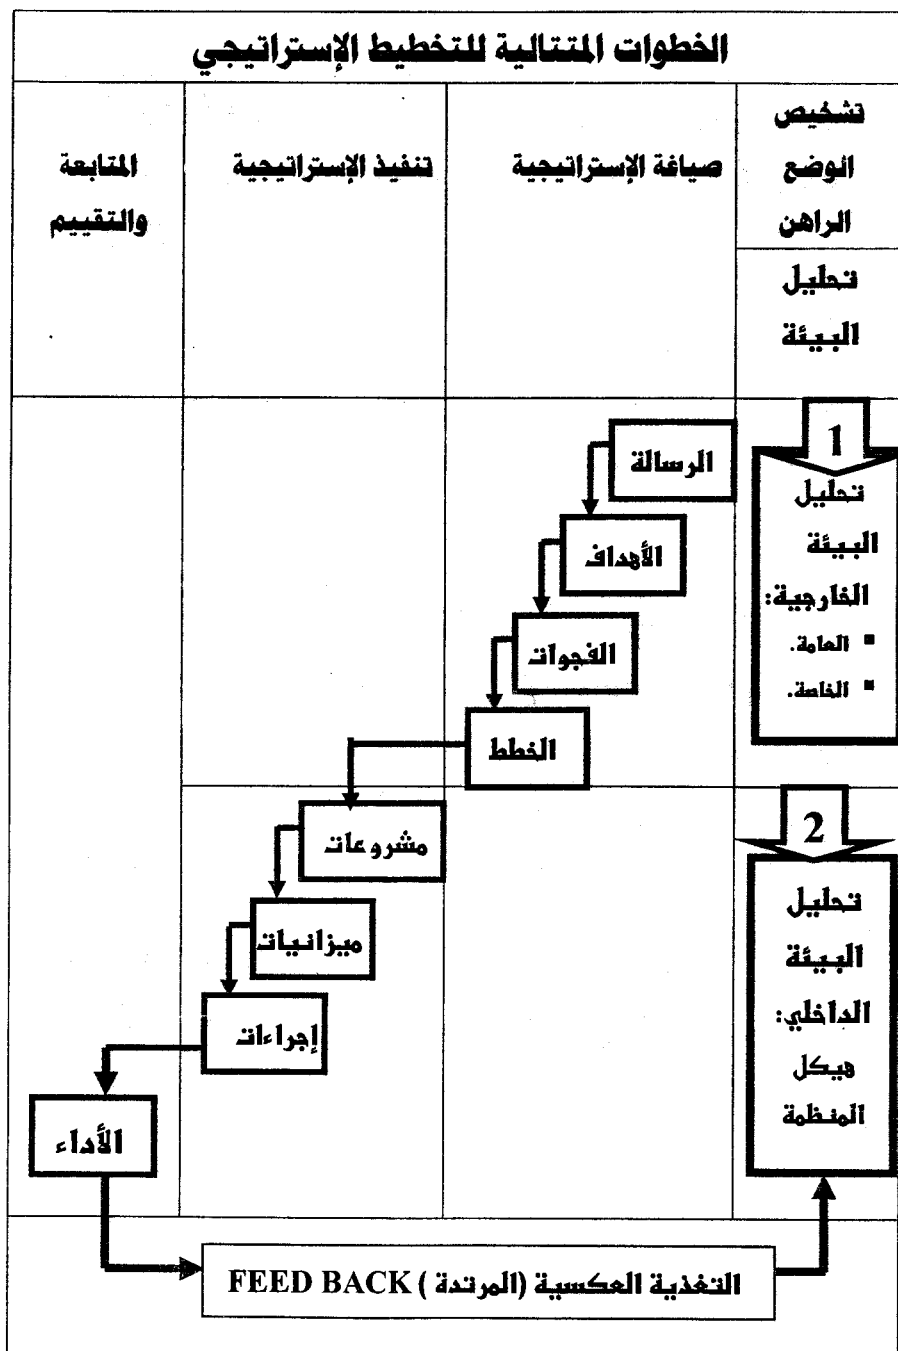 الخطوات المتتالية للتخطيط الإستراتيجي
تشخيص
الوضع
الراهن
صياغة الإستراتيجية
تنفيذ الإستراتيجية
المتابعة
والتقييم
تحليل
البيئة
1
تحليل
البيئة
الخارجية:
▪ العامة.
▪ الخاصة.
الرسالة
الأهداف
الفجوات
الخطط
2
تحليل
البيئة
الداخلي:
هيكل
المنظمة
مشروعات
ميزانيات
إجراءات
الأداء
التغذية العكسية (المرتدة ) FEED BACK